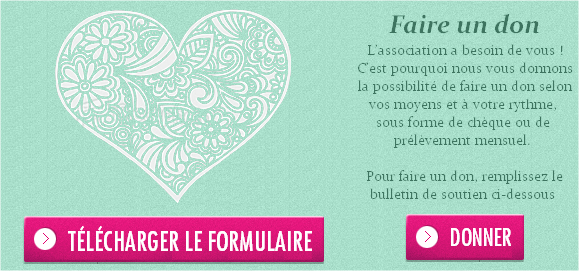 Faire un don
L'association a besoin de vous !
C'est pourquoi nous vous donnons
la possibilité de faire un don selon
vos moyens et à votre rythme,
sous forme de chèque ou de
prélèvement mensuel.
Pour faire un don, remplissez le
bulletin de soutien ci-dessous
TÉLÉCHARGER LE FORMULAIRE
DONNER